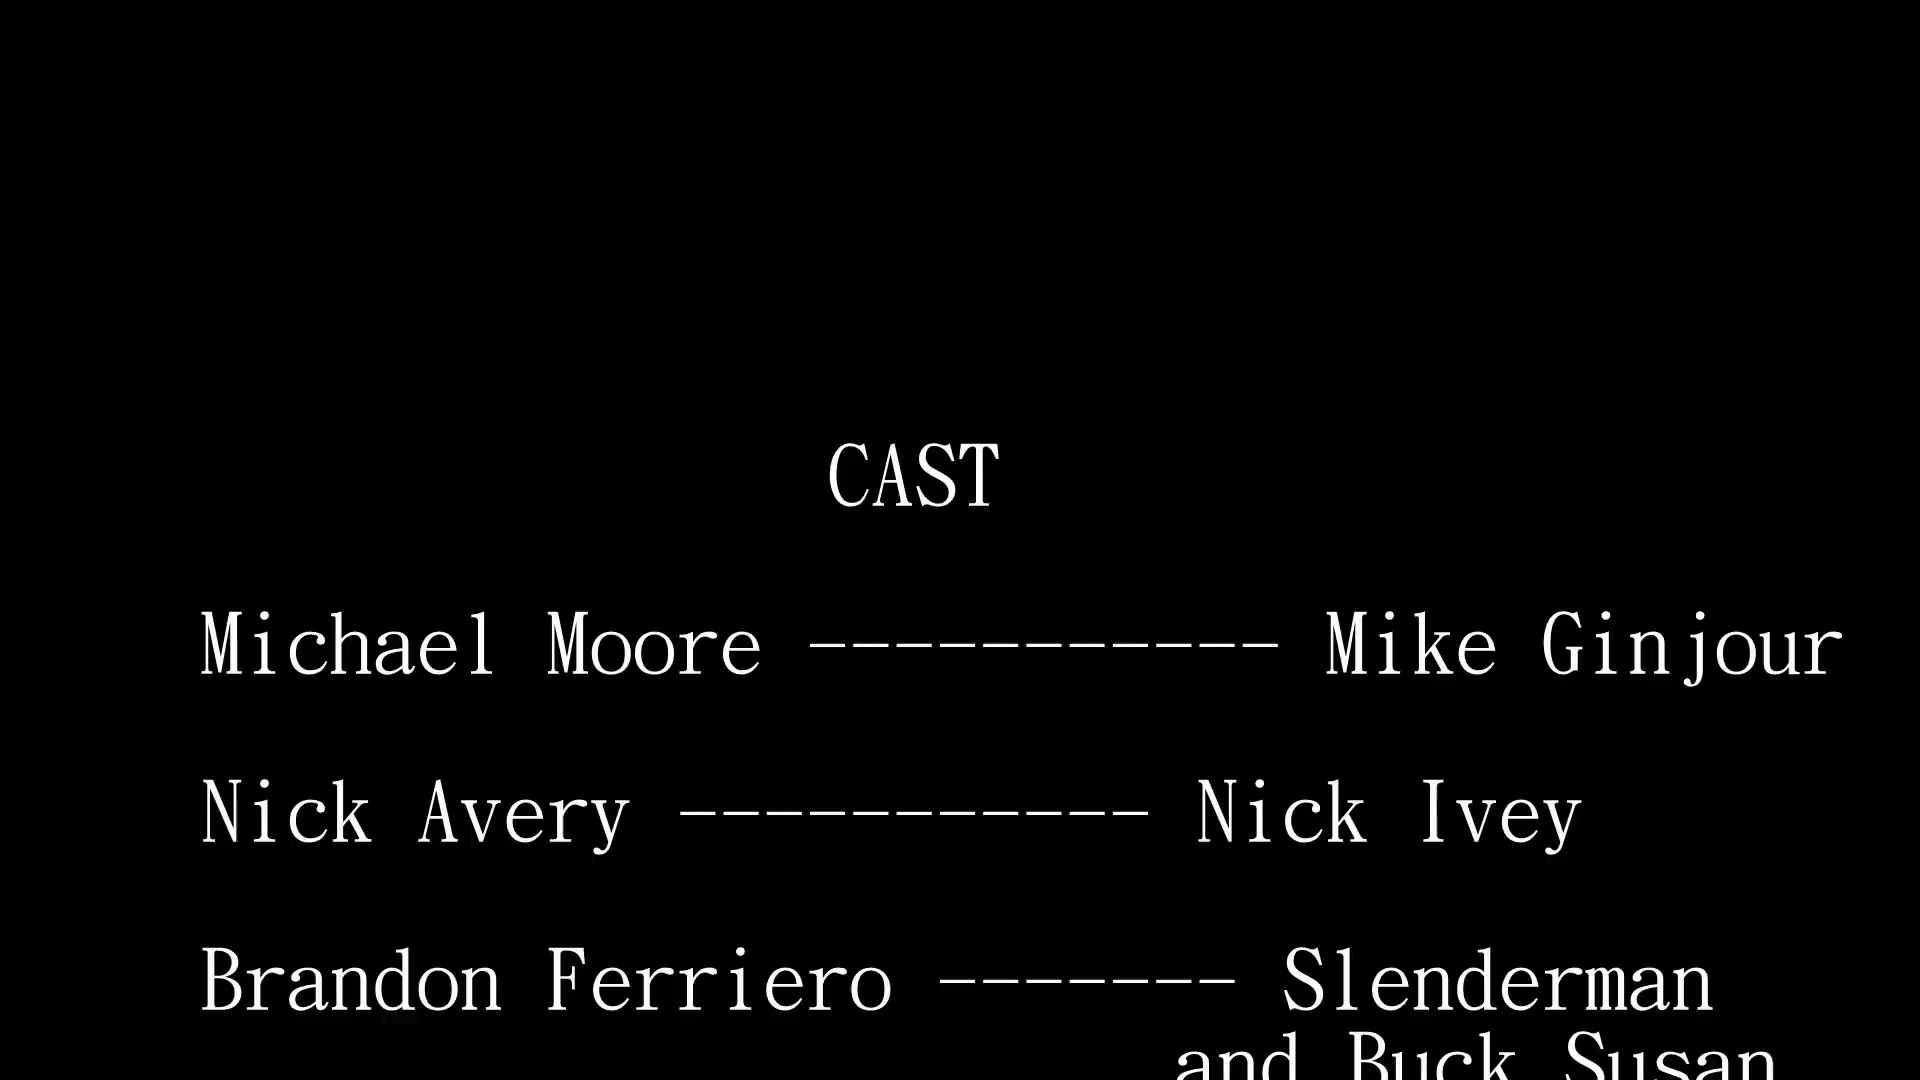 CAST
Michael Moore ----------- Mike Ginjour
Nick Avery ----------- Nick Ivey
Brandon Ferriero ------- Slenderman
and Buck Susan